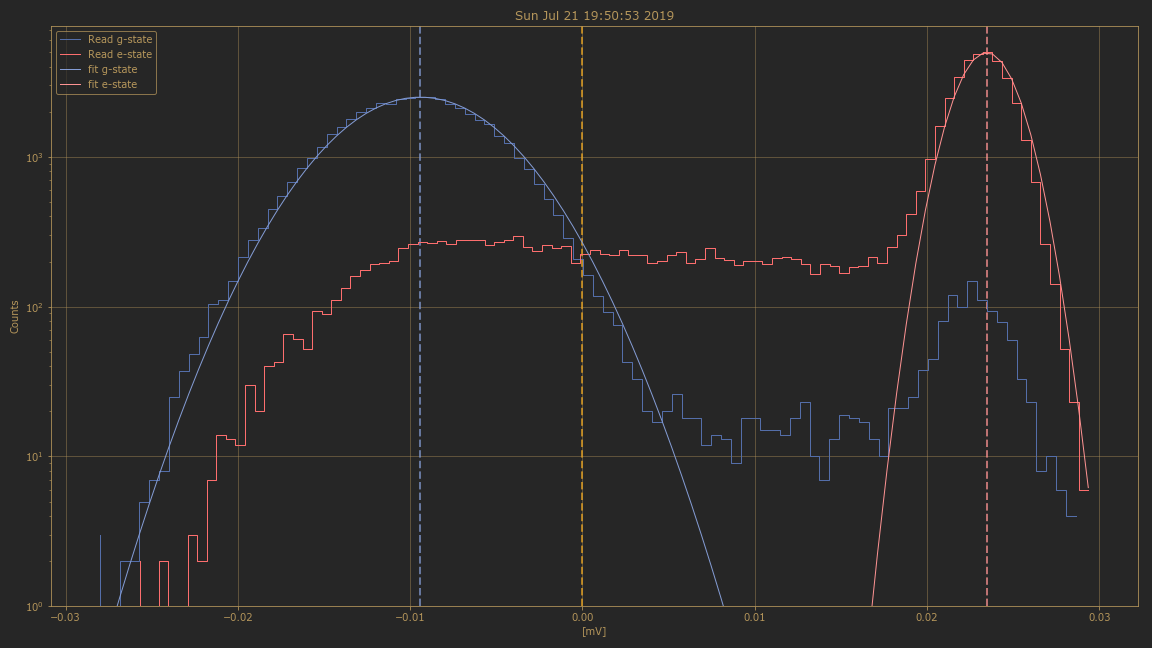 Sun Jul 21 19:50:53 2019
Read g-state
Read e-state
fit g-state
fit e-state
Counts
10³
10²
10¹
10⁰
−0.03 −0.02 −0.01 0.00 0.01 0.02 0.03
[mV]